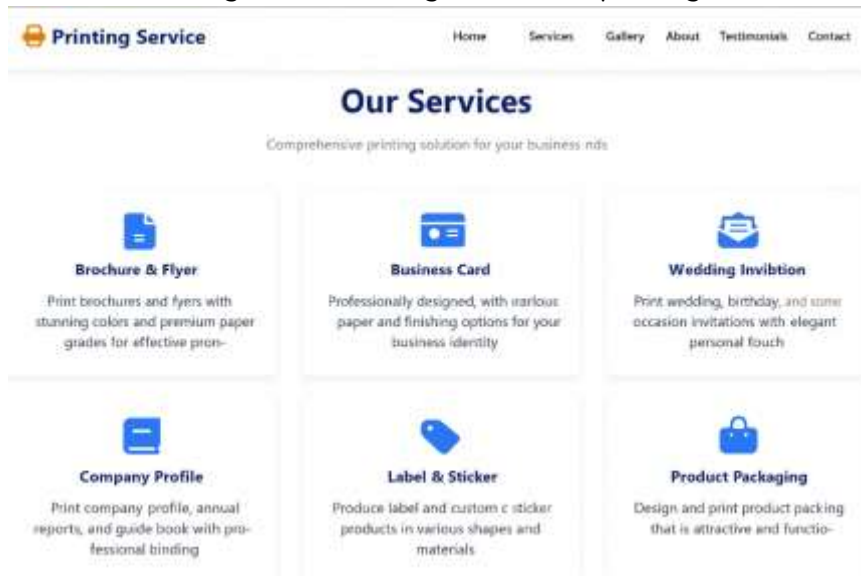 Printing Service
Home Services Gallery About Testimonials Contact
Our Services
Comprehensive printing solution for your business nds
Brochure & Flyer
Print brochures and fyers with
stunning colors and premium paper
grades for effective pron-
Business Card
Professionally designed, with
paper and finishing options for your
business identity
Wedding Invibtion
Print wedding, birthday, and some
occasion invitations with elegant
personal fouch
Company Profile
Print company profile, annual
reports, and guide book with pro-
fessional binding
Label & Sticker
Produce label and custom c sticker
products in various shapes and
materials
Product Packaging
Design and print product packing
that is attractive and functio-